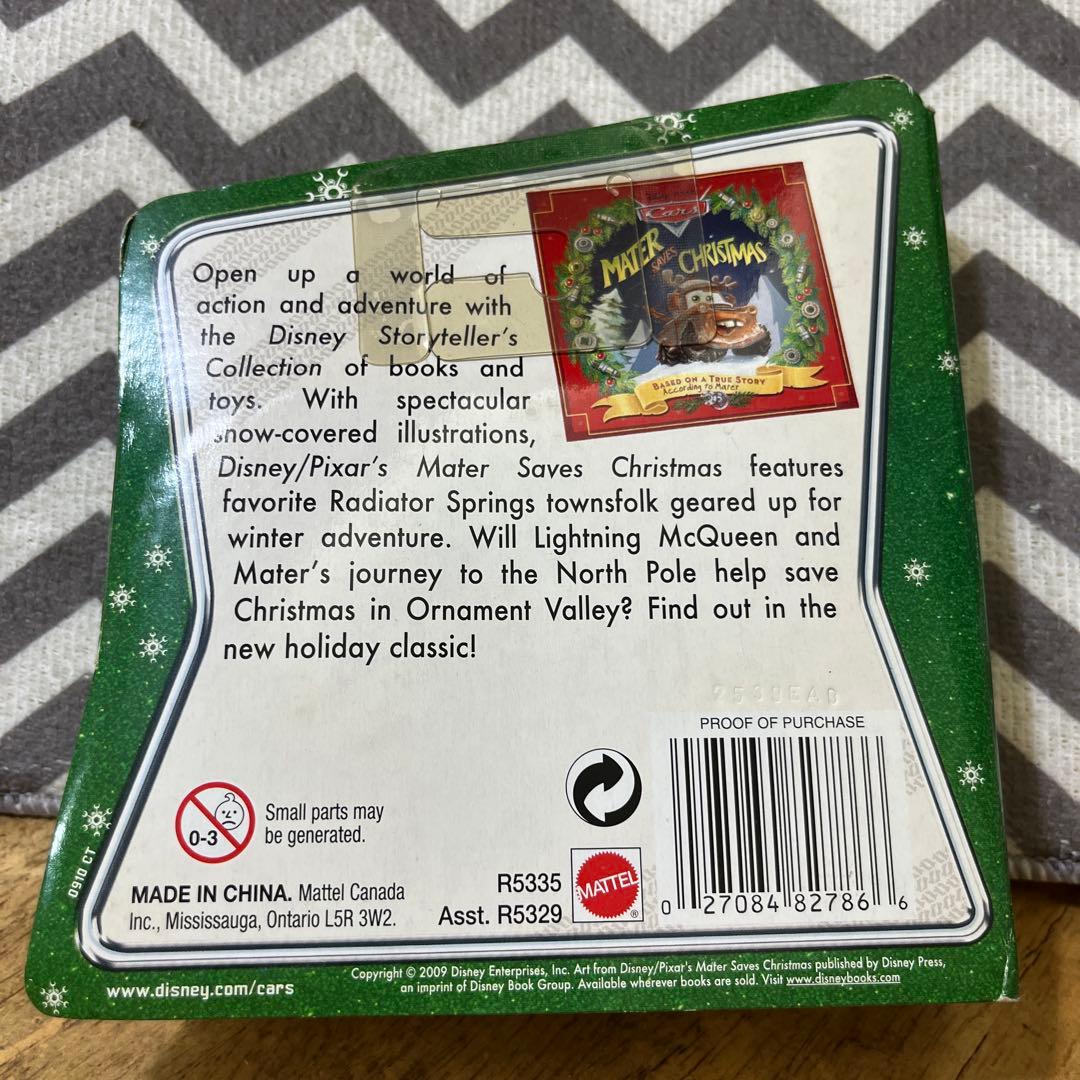 Open up a world of
action and adventure with
the Disney Storyteller's
Collection of books and
toys. With spectacular
snow-covered illustrations,
Disney/Pixar's Mater Saves Christmas features
favorite Radiator Springs townsfolk geared up for
winter adventure. Will Lightning McQueen and
Mater's journey to the North Pole help save
Christmas in Ornament Valley? Find out in the
new holiday classic!
Cars
MATER SAVES CHRISTMAS
BASED ON A TRUE STORY
According to Mater
PROOF OF PURCHASE
0-3
Small parts may
be generated.
MADE IN CHINA. Mattel Canada
Inc., Mississauga, Ontario L5R 3W2.
R5335
Asst. R5329
MATTEL
®
0 27084 82786 6
0910 CT
www.disney.com/cars
Copyright © 2009 Disney Enterprises, Inc. Art from Disney/Pixar's Mater Saves Christmas published by Disney Press,
an imprint of Disney Book Group. Available wherever books are sold. Visit www.disneybooks.com